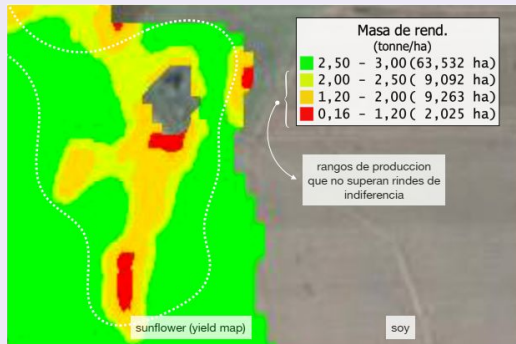 Masa de rend.
(tonne/ha)
2,50 - 3,00(63,532 ha)
2,00 - 2,50( 9,092 ha)
1,20 - 2,00( 9,263 ha)
0,16 - 1,20( 2,025 ha)
rangos de produccion
que no superan rindes de
indiferencia
sunflower (yield map)
soy